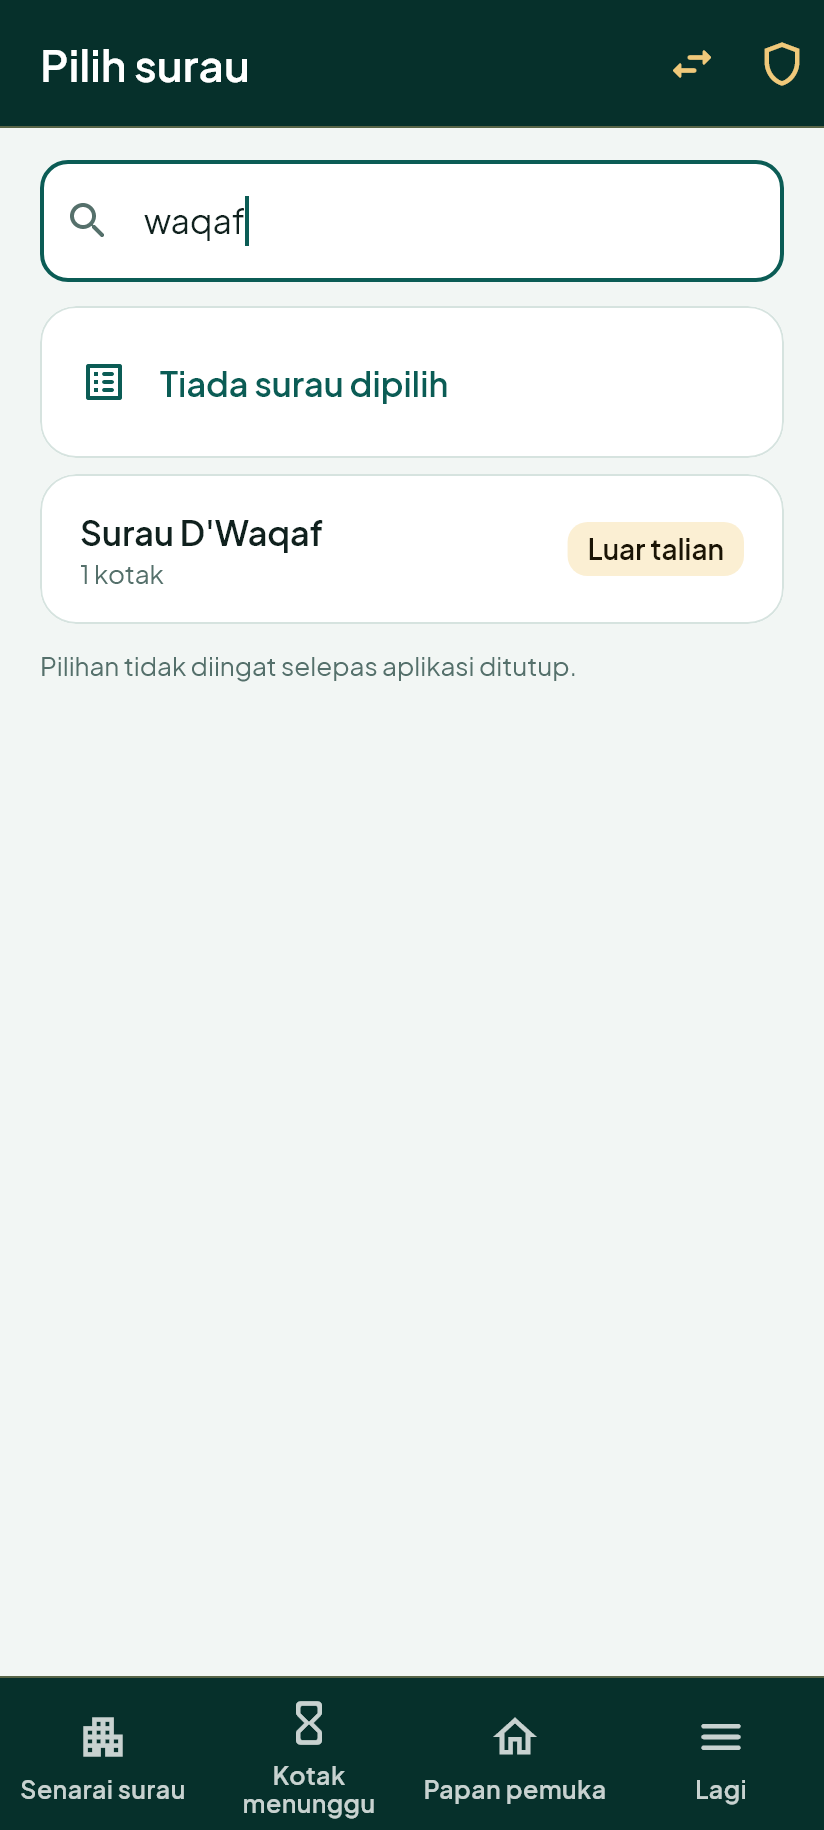 Pilih surau
waqaf
Tiada surau dipilih
Surau D'Waqaf
1 kotak
Luar talian
Pilihan tidak diingat selepas aplikasi ditutup.
Senarai surau
Kotak
menunggu
Papan pemuka
Lagi